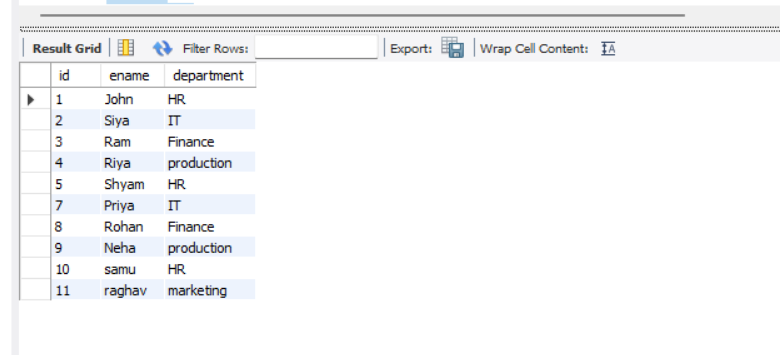 Result Grid Filter Rows: Export: Wrap Cell Content: IA
id ename department
1 John HR
2 Siya IT
3 Ram Finance
4 Riya production
5 Shyam HR
7 Priya IT
8 Rohan Finance
9 Neha production
10 samu HR
11 raghav marketing